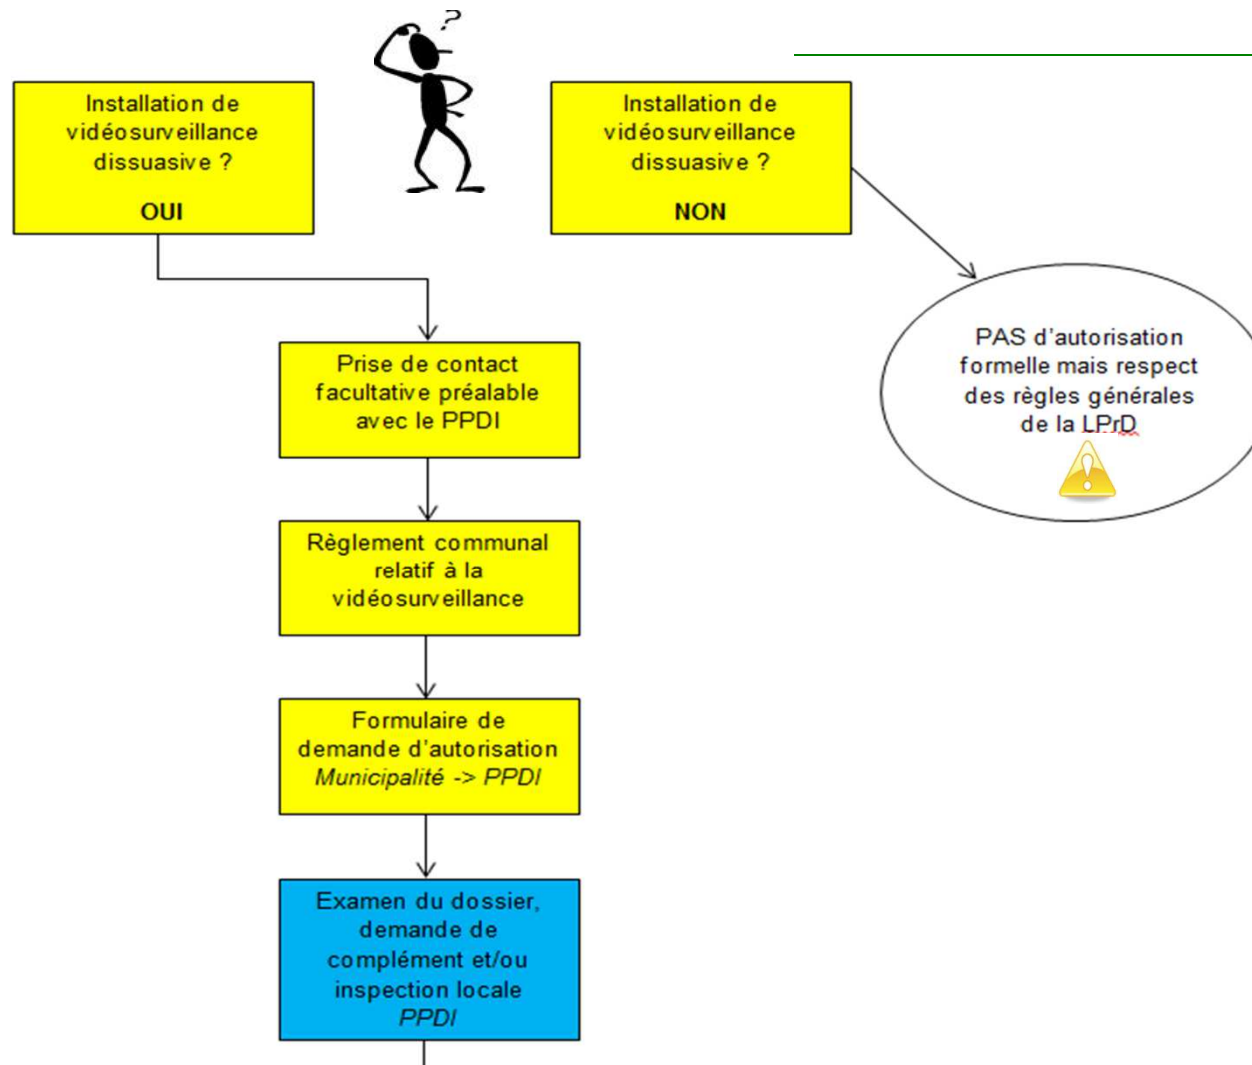 ?
Installation de
vidéosurveillance
dissuasive ?
OUI
Installation de
vidéosurveillance
dissuasive ?
NON
PAS d'autorisation
formelle mais respect
des règles générales
de la LPrD
!
Prise de contact
facultative préalable
avec le PPDI
Règlement communal
relatif à la
vidéosurveillance
Formulaire de
demande d'autorisation
Municipalité -> PPDI
Examen du dossier,
demande de
complément et/ou
inspection locale
PPDI